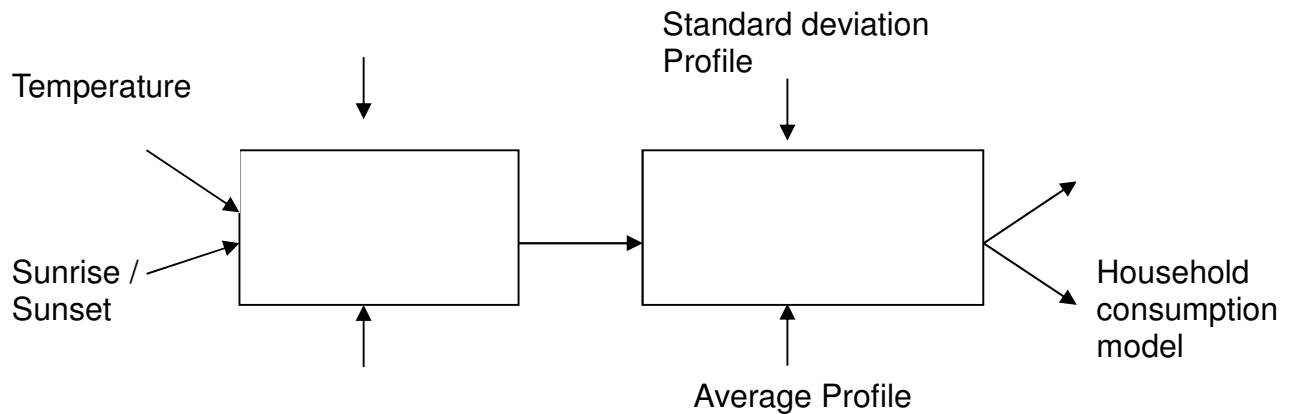 Standard deviation
Profile
Temperature
Sunrise /
Sunset
Household
consumption
model
Average Profile